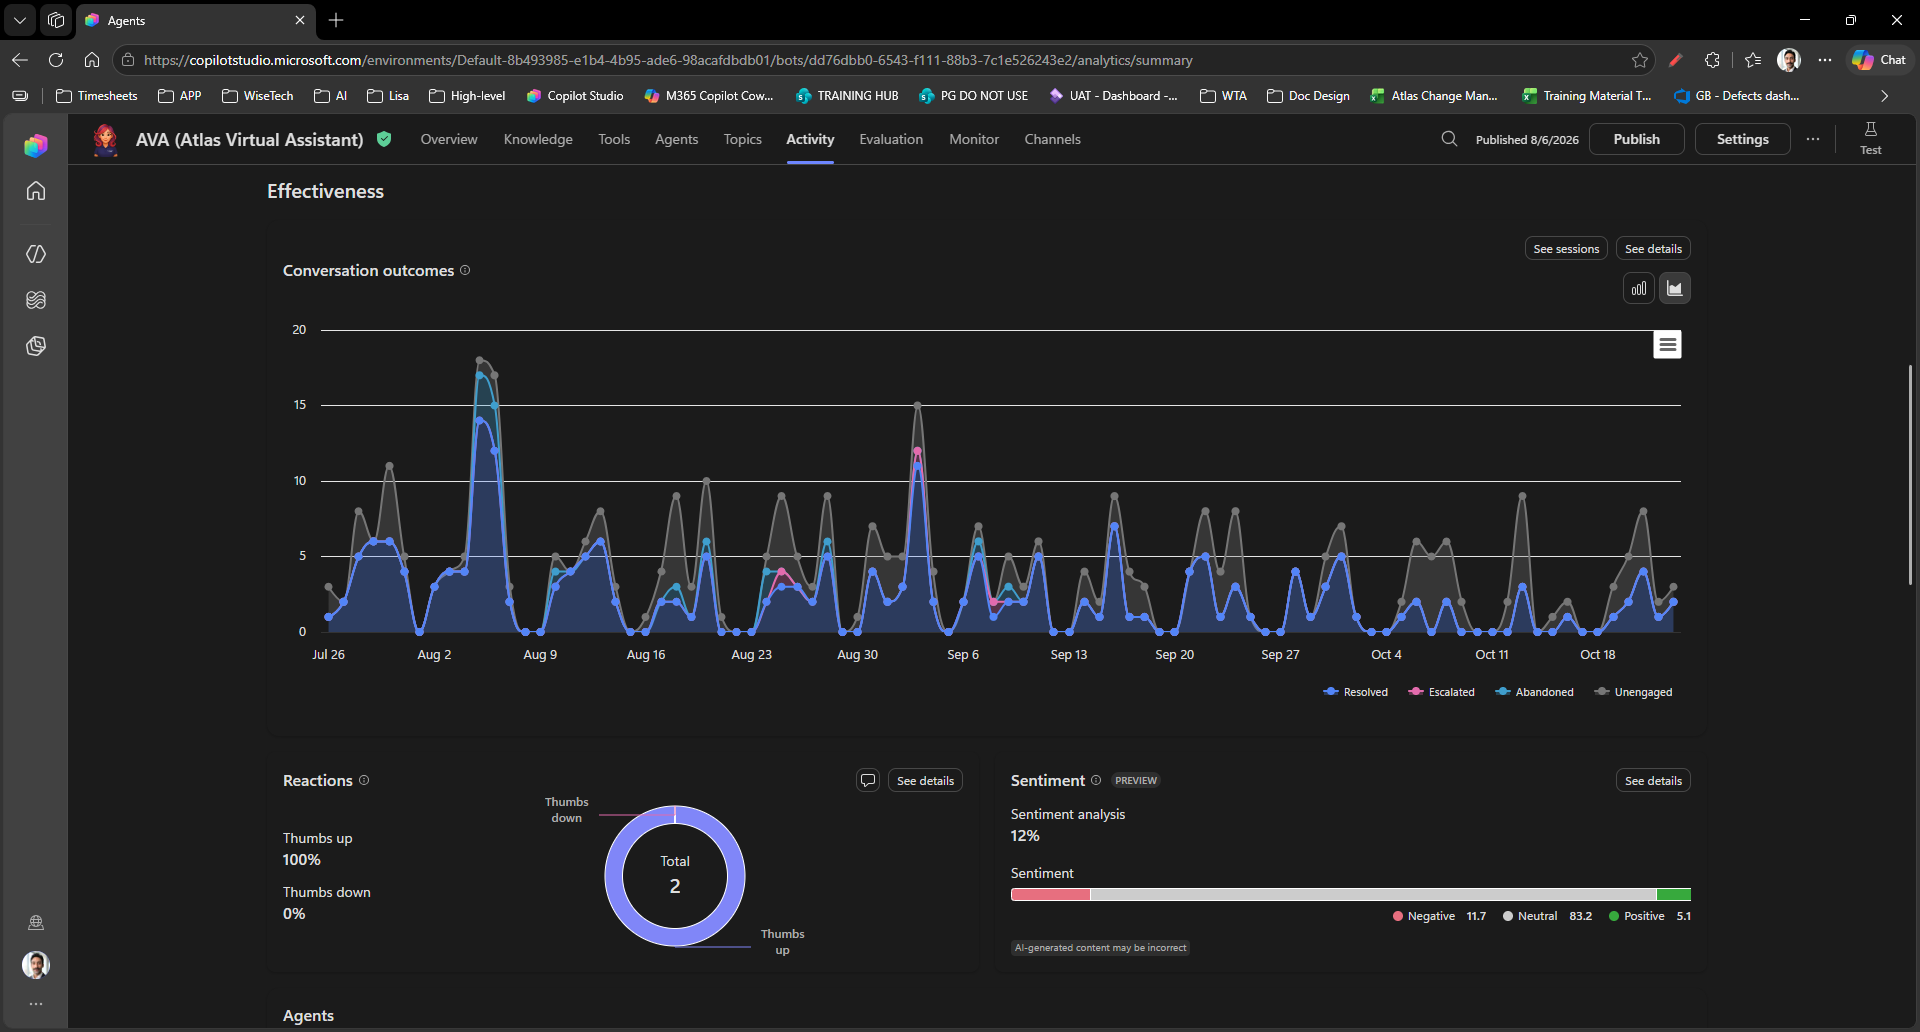 Agents
https://copilotstudio.microsoft.com/environments/Default-8b493985-e1b4-4b95-ade6-98acafdbdb01/bots/dd76dbb0-6543-f111-88b3-7c1e526243e2/analytics/summary
Chat
Timesheets APP WiseTech AI Lisa High-level Copilot Studio M365 Copilot Cow... TRAINING HUB PG DO NOT USE UAT - Dashboard -... WTA Doc Design Atlas Change Man... Training Material T... GB - Defects dash...
AVA (Atlas Virtual Assistant) Overview Knowledge Tools Agents Topics Activity Evaluation Monitor Channels Published 8/6/2026 Publish Settings Test
Effectiveness
See sessions See details
Conversation outcomes
20
15
10
5
0
Jul 26 Aug 2 Aug 9 Aug 16 Aug 23 Aug 30 Sep 6 Sep 13 Sep 20 Sep 27 Oct 4 Oct 11 Oct 18
Resolved Escalated Abandoned Unengaged
Reactions See details
Thumbs up
100%
Thumbs down
0%
Thumbs
down
Total
2
Thumbs
up
Sentiment PREVIEW See details
Sentiment analysis
12%
Sentiment
Negative 11.7 Neutral 83.2 Positive 5.1
AI-generated content may be incorrect
Agents